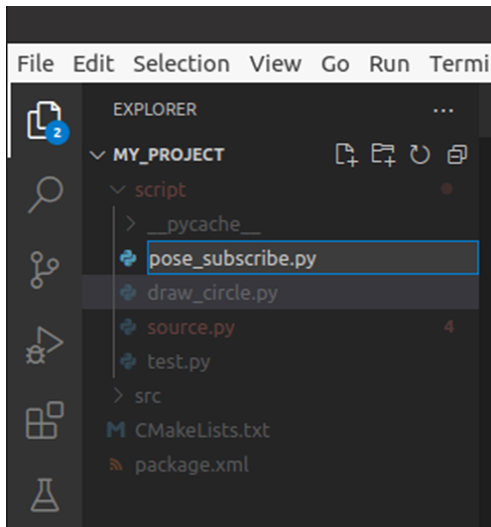 File Edit Selection View Go Run Termi
EXPLORER ...
2
MY_PROJECT
script
__pycache__
pose_subscribe.py
draw_circle.py
source.py 4
test.py
src
M CMakeLists.txt
package.xml